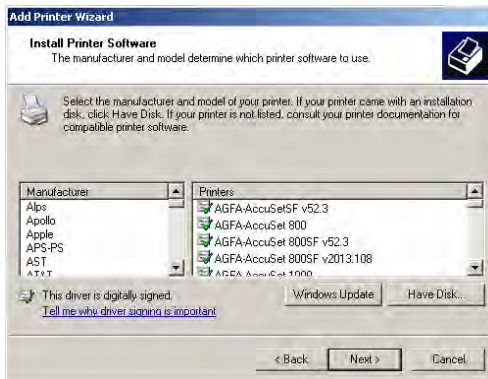 Add Printer Wizard
Install Printer Software
The manufacturer and model determine which printer software to use.
Select the manufacturer and model of your printer. If your printer came with an installation
disk, click Have Disk. If your printer is not listed, consult your printer documentation for
compatible printer software.
Manufacturer
Alps
Apollo
Apple
APS-PS
AST
AT&T
Printers
AGFA-AccuSetSF v52.3
AGFA-AccuSet 800
AGFA-AccuSet 800SF v52.3
AGFA-AccuSet 800SF v2013.108
AGFA-AccuSet 1000
This driver is digitally signed.
Tell me why driver signing is important
Windows Update
Have Disk...
< Back
Next >
Cancel